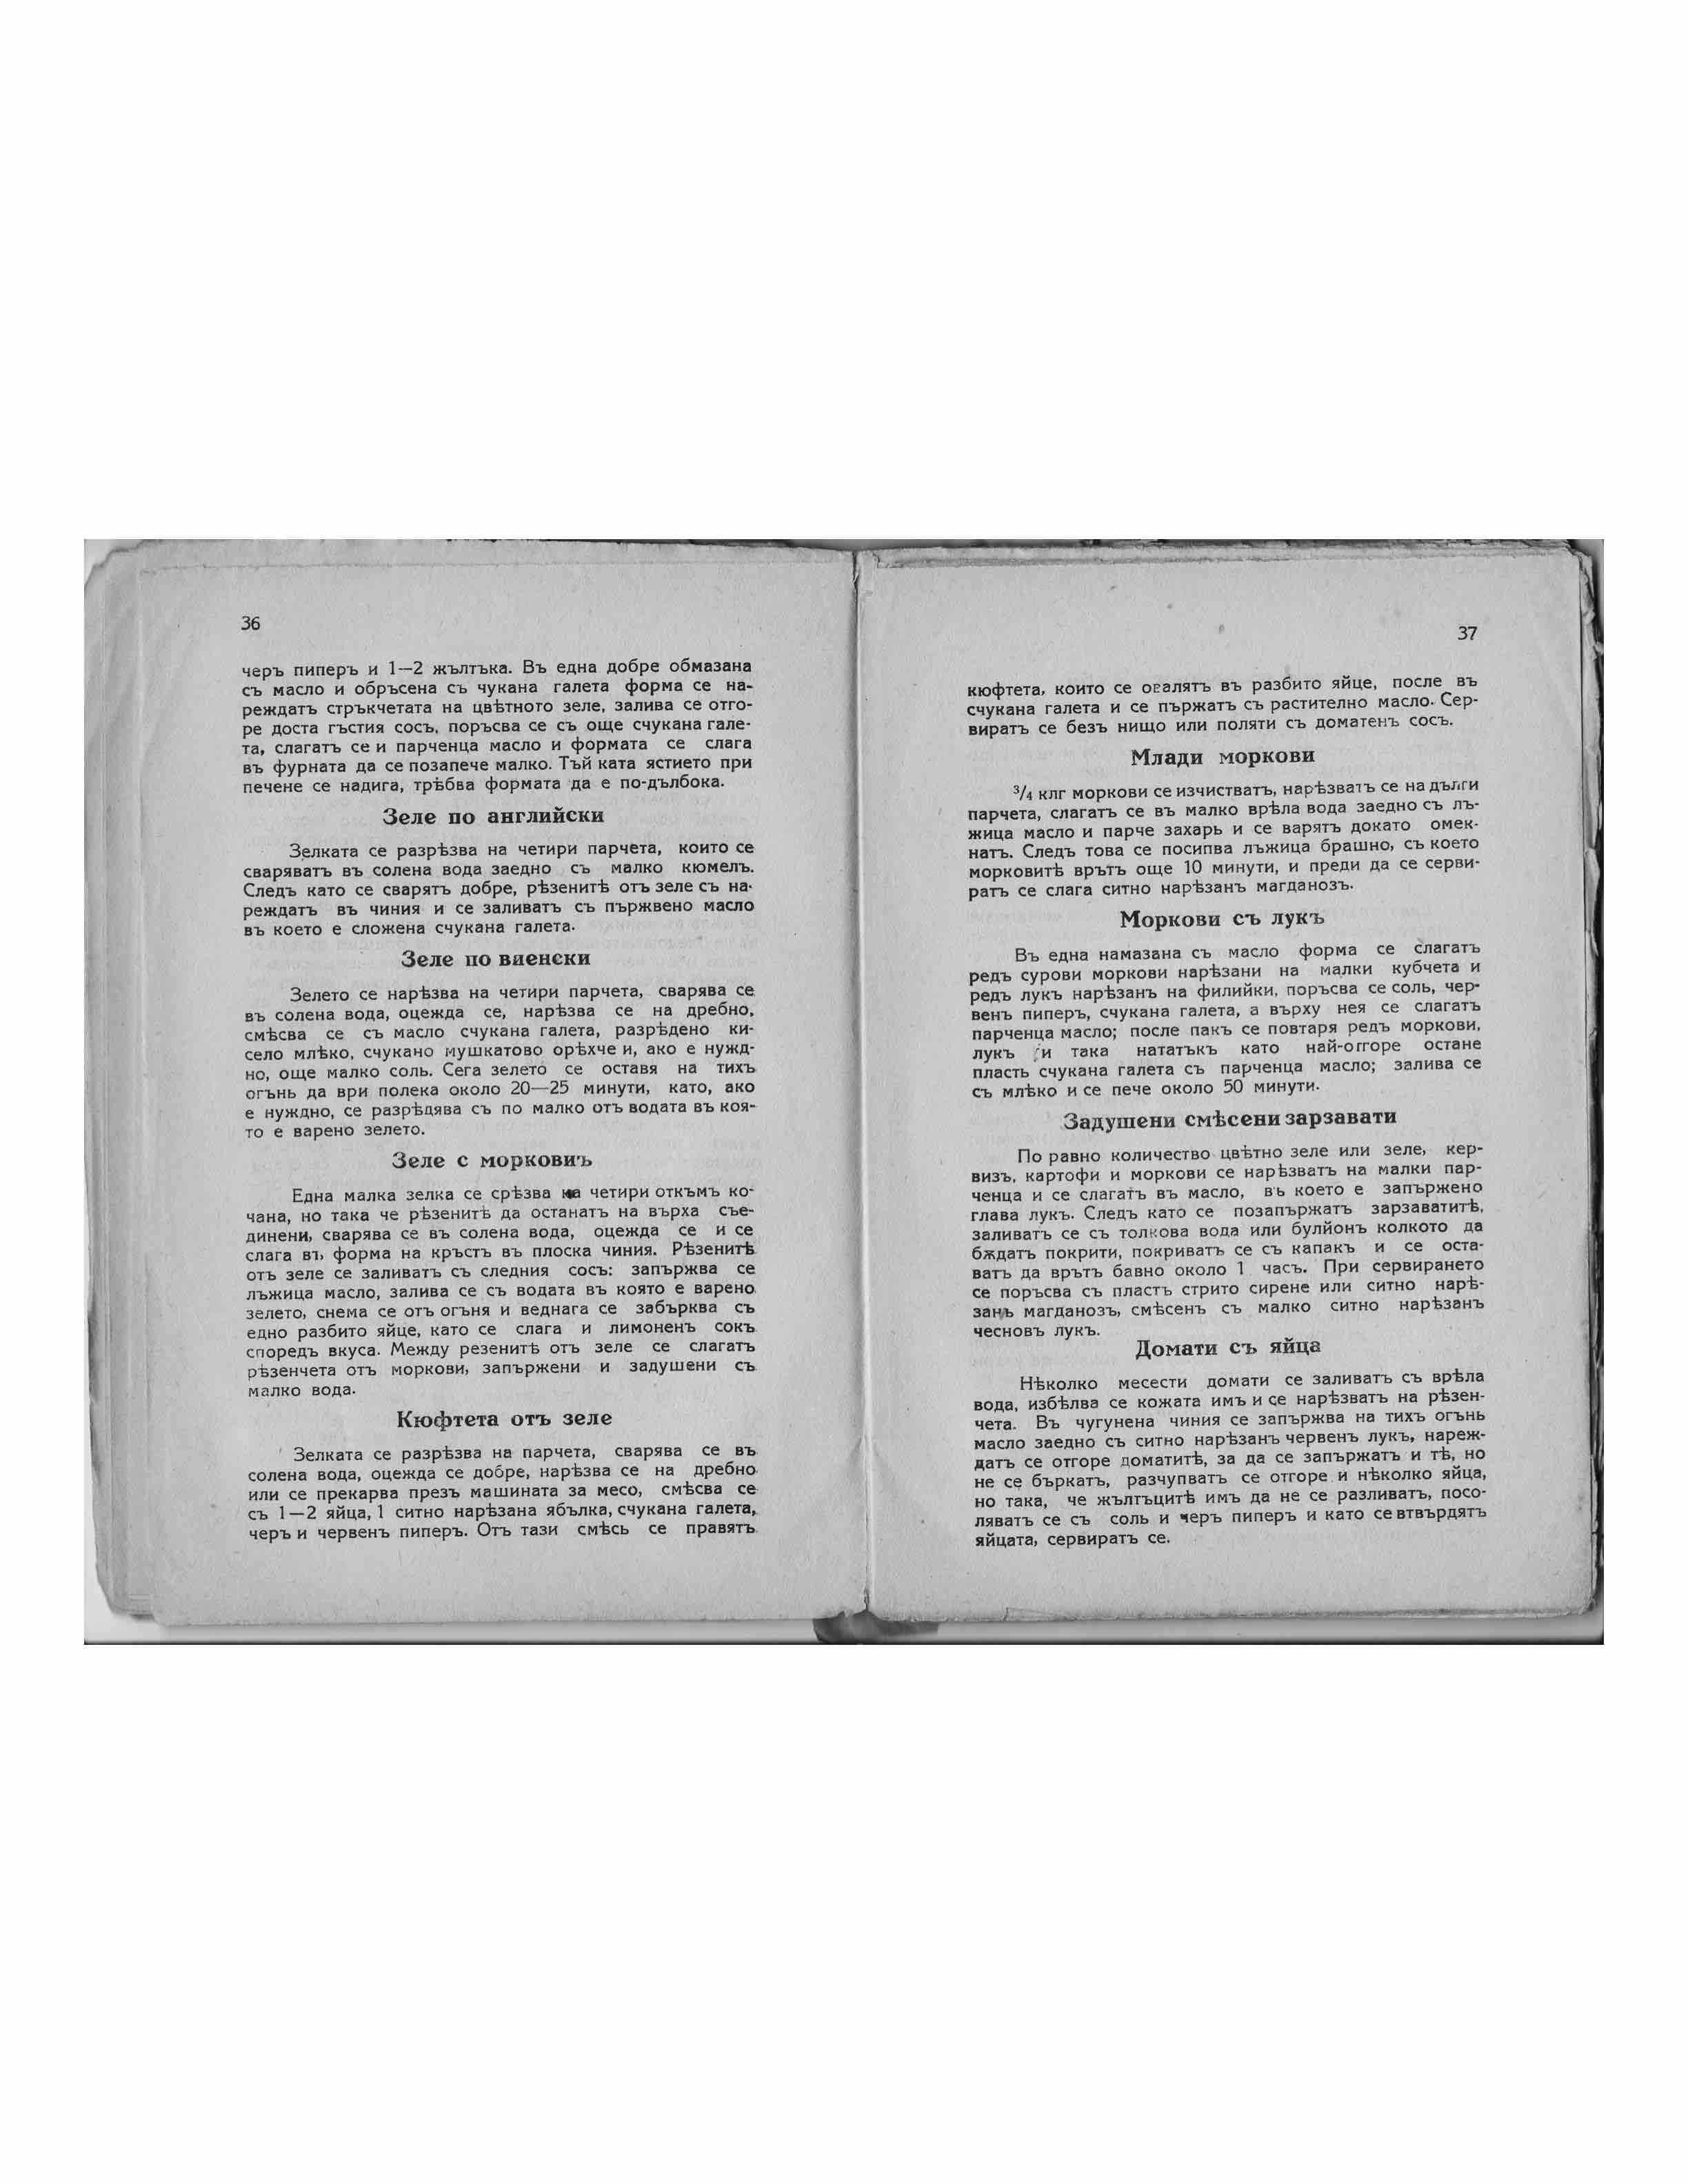 36
черъ пиперъ и 1—2 жълтъка. Въ една добре обмазана
съ масло и обръсена съ чукана галета форма се на-
реждатъ стръкчетата на цвѣтного зеле, залива се отго-
ре доста гъстия сосъ, поръсва се съ още счукана гале-
та, слагатъ се и парченца масло и формата се слага
въ фурната да се позапече малко. Тъй ката ястието при
печене се надига, трѣбва формата да е по-дълбока.
Зеле по английски
Зелката се разрѣзва на четири парчета, които се
сваряватъ въ солена вода заедно съ малко кюмелъ.
Следъ като се сварятъ добре, рѣзенитѣ отъ зеле съ на-
реждатъ въ чиния и се заливатъ съ пържвено масло
въ което е сложена счукана галета.
Зеле по виенски
Зелето се нарѣзва на четири парчета, сварява се
въ солена вода, оцежда се, нарѣзва се на дребно,
смѣсва се съ масло счукана галета, разрѣдено ки-
село млѣко, счукано мушкатово орѣхче и, ако е нужд-
но, още малко соль. Сега зелето се оставя на тихъ
огънь да ври полека около 20—25 минути, като, ако
е нуждно, се разрѣдява съ по малко отъ водата въ коя-
то е варено зелето.
Зеле с морковиъ
Една малка зелка се срѣзва на четири откъмъ ко-
чана, но така че рѣзенитѣ да останатъ на върха съе-
динени, сварява се въ солена вода, оцежда се и се
слага въ форма на кръстъ въ плоска чиния. Рѣзенитѣ
отъ зеле се заливатъ съ следния сосъ: запържва се
лъжица масло, залива се съ водата въ която е варено
зелето, снема се отъ огъня и веднага се забърква съ
едно разбито яйце, като се слага и лимоненъ сокъ
споредъ вкуса. Между резенитѣ отъ зеле се слагатъ
рѣзенчета отъ моркови, запържени и задушени съ
малко вода.
Кюфтета отъ зеле
Зелката се разрѣзва на парчета, сварява се въ
солена вода, оцежда се добре, нарѣзва се на дребно
или се прекарва презъ машината за месо, смѣсва се
съ 1—2 яйца, 1 ситно нарѣзана ябълка, счукана галета,
черъ и червенъ пиперъ. Отъ тази смѣсь се правятъ
37
кюфтета, които се овалятъ въ разбито яйце, после въ
счукана галета и се пържатъ съ растително масло. Сер-
виратъ се безъ нищо или поляти съ доматенъ сосъ.
Млади моркови
³/₄ клг моркови се изчистватъ, нарѣзватъ се на дълги
парчета, слагатъ се въ малко врѣла вода заедно съ лъ-
жица масло и парче захарь и се варятъ докато омек-
натъ. Следъ това се посипва лъжица брашно, съ което
морковитѣ врътъ още 10 минути, и преди да се серви-
ратъ се слага ситно нарѣзанъ магданозъ.
Моркови съ лукъ
Въ една намазана съ масло форма се слагатъ
редъ сурови моркови нарѣзани на малки кубчета и
редъ лукъ нарѣзанъ на филийки, поръсва се соль, чер-
венъ пиперъ, счукана галета, а върху нея се слагатъ
парченца масло; после пакъ се повтаря редъ моркови,
лукъ и така нататъкъ като най-отгоре остане
пласть счукана галета съ парченца масло; залива се
съ млѣко и се пече около 50 минути.
Задушени смѣсени зарзавати
По равно количество цвѣтно зеле или зеле, кер-
визъ, картофи и моркови се нарѣзватъ на малки пар-
ченца и се слагатъ въ масло, въ което е запържено
глава лукъ. Следъ като се позапържатъ зарзаватитѣ,
заливатъ се съ толкова вода или булйонъ колкото да
бѫдатъ покрити, покриватъ се съ капакъ и се оста-
ватъ да врътъ бавно около 1 часъ. При сервирането
се поръсва съ пластъ стрито сирене или ситно нарѣ-
занъ магданозъ, смѣсенъ съ малко ситно нарѣзанъ
чесновъ лукъ.
Домати съ яйца
Нѣколко месести домати се заливатъ съ врѣла
вода, избѣлва се кожата имъ и се нарѣзватъ на рѣзен-
чета. Въ чугунена чиния се запържва на тихъ огънь
масло заедно съ ситно нарѣзанъ червенъ лукъ, нареж-
датъ се отгоре доматитѣ, за да се запържатъ и тѣ, но
не се бъркатъ, разчупватъ се отгоре и нѣколко яйца,
но така, че жълтъцитѣ имъ да не се разливатъ, посо-
ляватъ се съ соль и черъ пиперъ и като се втвърдятъ
яйцата, сервиратъ се.